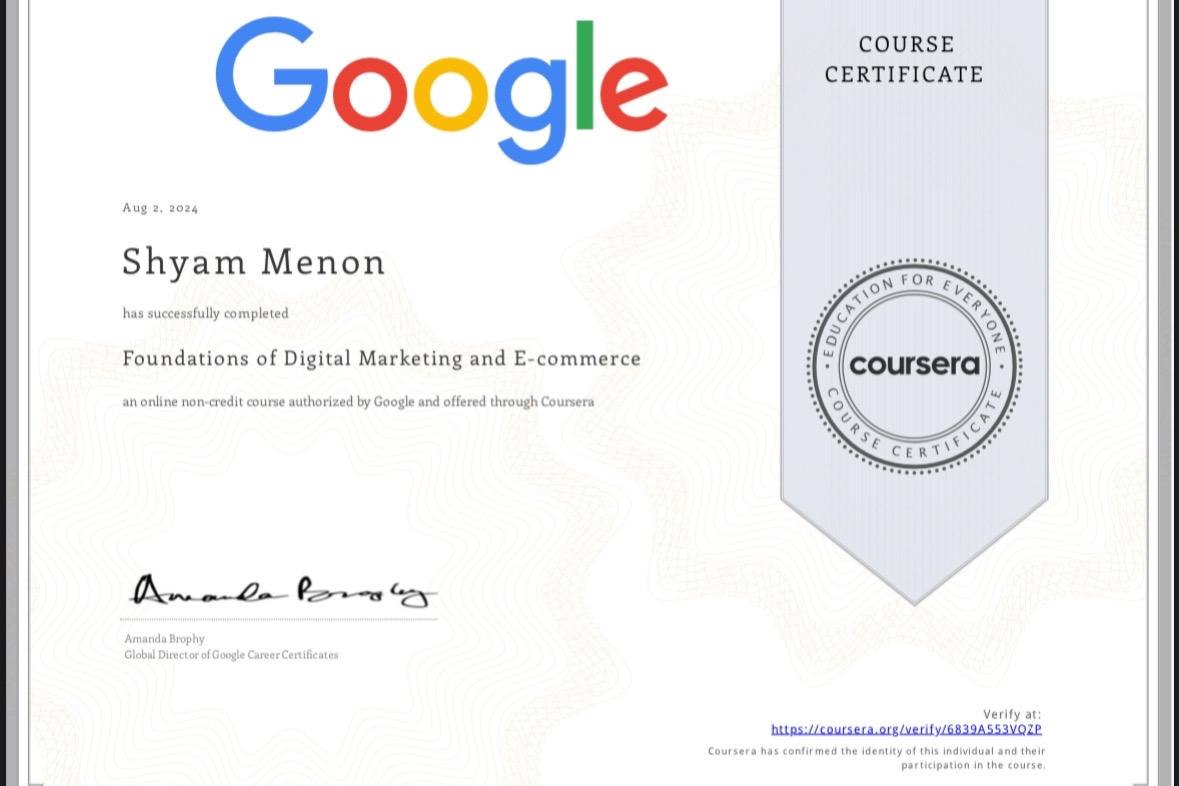 Google
COURSE
CERTIFICATE
Aug 2, 2024
Shyam Menon
has successfully completed
Foundations of Digital Marketing and E-commerce
an online non-credit course authorized by Google and offered through Coursera
EDUCATION FOR EVERYONE
coursera
COURSE CERTIFICATE
Amanda Brophy
Amanda Brophy
Global Director of Google Career Certificates
Verify at:
https://coursera.org/verify/6839A553VQZP
Coursera has confirmed the identity of this individual and their
participation in the course.